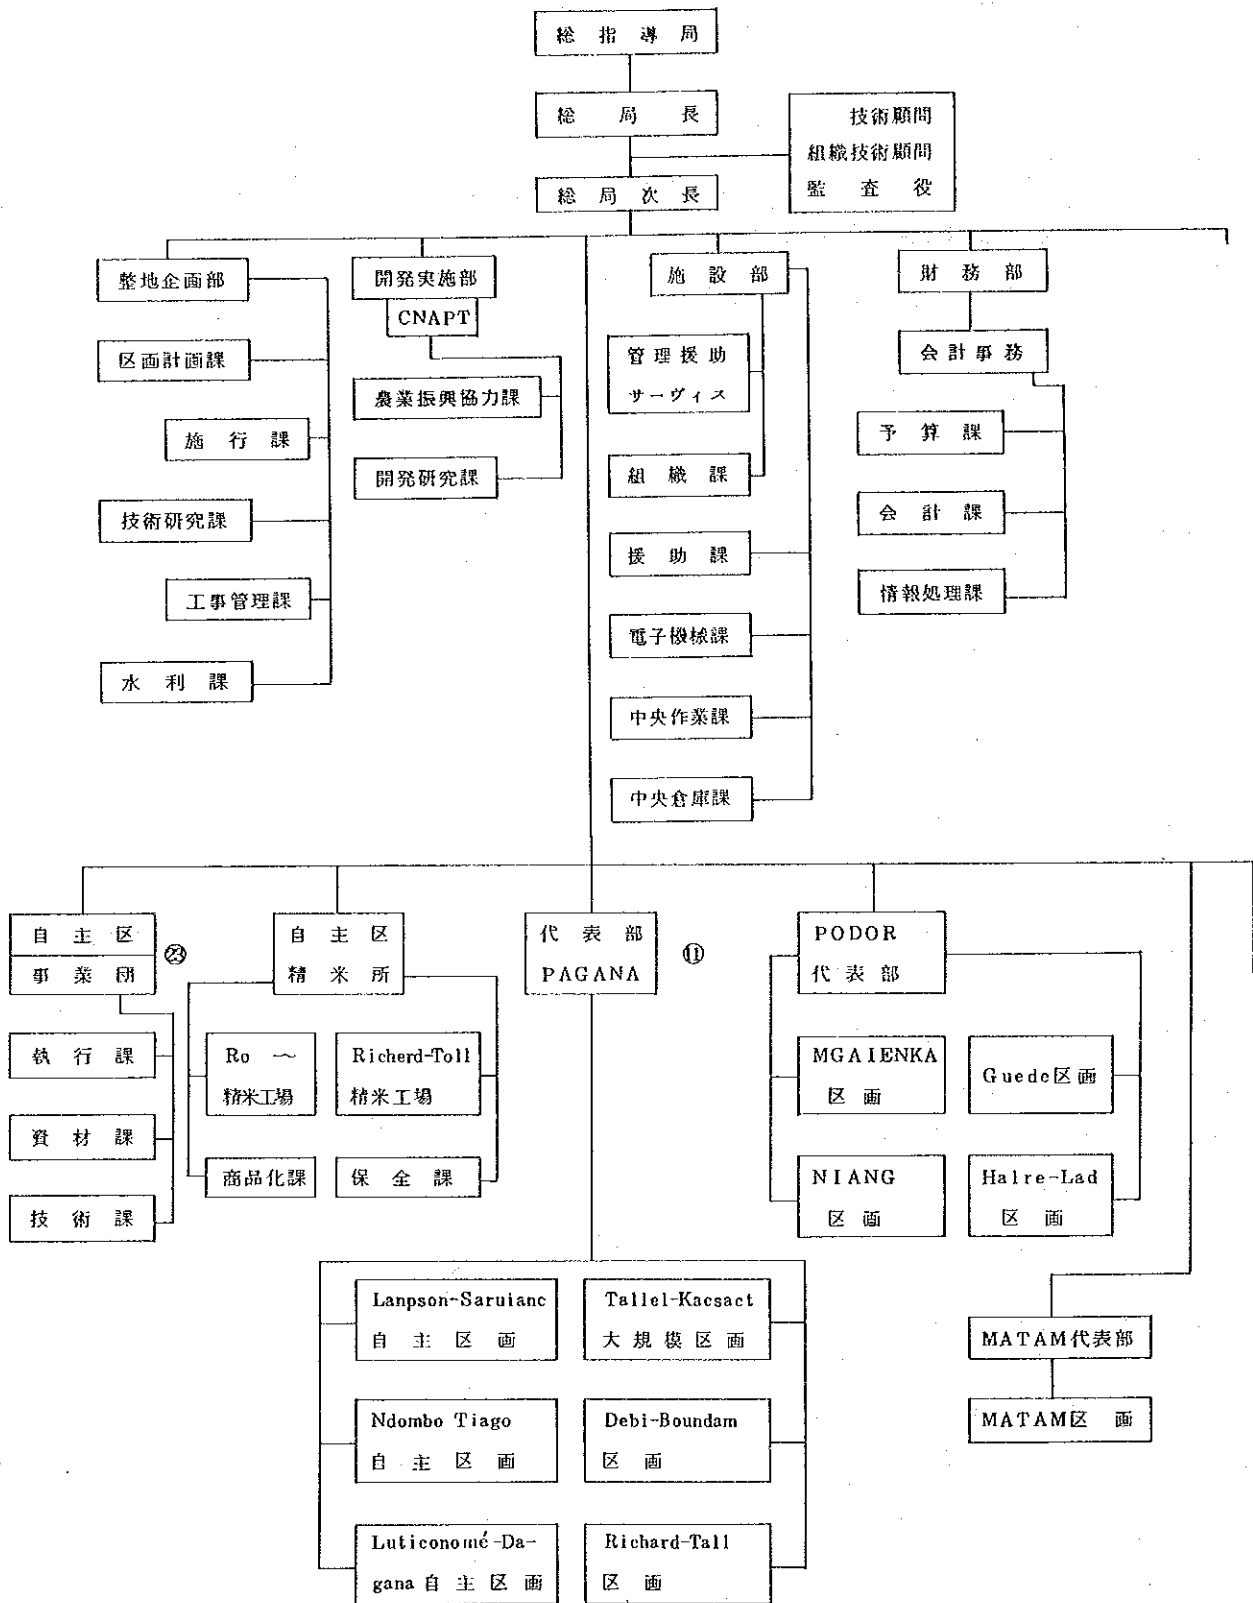 総指導局
総局長
技術顧問
組織技術顧問
監査役
総局次長
整地企画部
開発実施部
CNAPT
施設部
財務部
区画計画課
農業振興協力課
管理援助
サーヴィス
会計事務
施行課
開発研究課
組織課
予算課
技術研究課
援助課
会計課
工事管理課
電子機械課
情報処理課
水利課
中央作業課
中央倉庫課
自主区
事業団
㉓
自主区
精米所
代表部
PAGANA
⑪
PODOR
代表部
執行課
Ro ～
精米工場
Richerd-Toll
精米工場
MGAIENKA
区画
Guede区画
資材課
商品化課
保全課
NIANG
区画
Halre-Lad
区画
技術課
Lanpson-Saruianc
自主区画
Tallel-Kacsact
大規模区画
MATAM代表部
Ndombo Tiago
自主区画
Debi-Boundam
区画
MATAM区画
Luticonomé-Da-
gana自主区画
Richard-Tall
区画